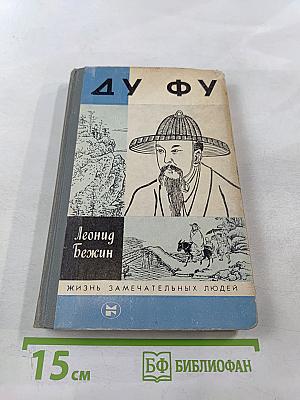 ДУ ФУ
Леонид
Бежин
ЖИЗНЬ ЗАМЕЧАТЕЛЬНЫХ ЛЮДЕЙ
15 см
БФ БИБЛИОФАН